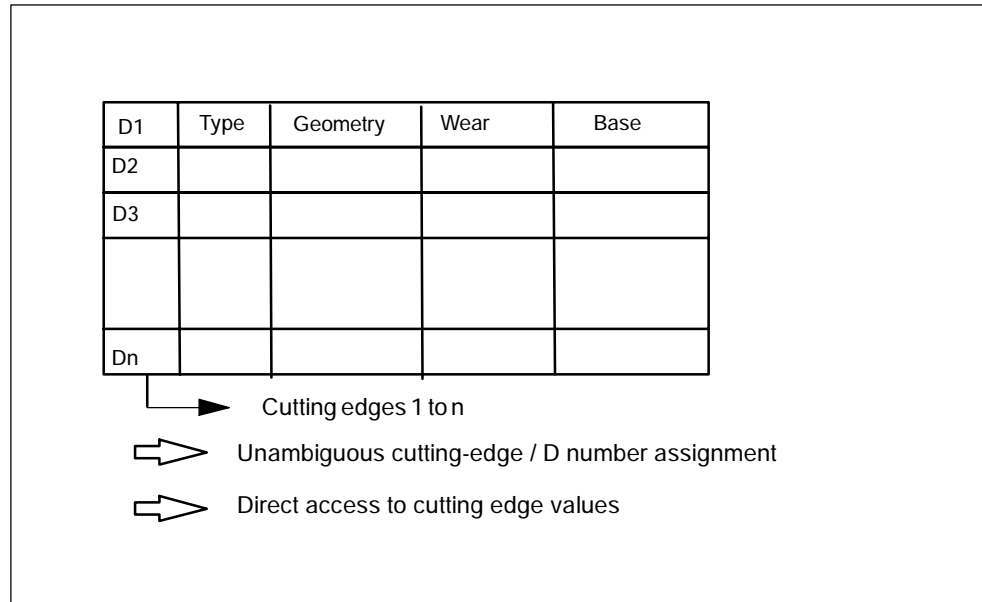 D1 Type Geometry Wear Base
D2
D3
Dn
Cutting edges 1 to n
Unambiguous cutting-edge / D number assignment
Direct access to cutting edge values